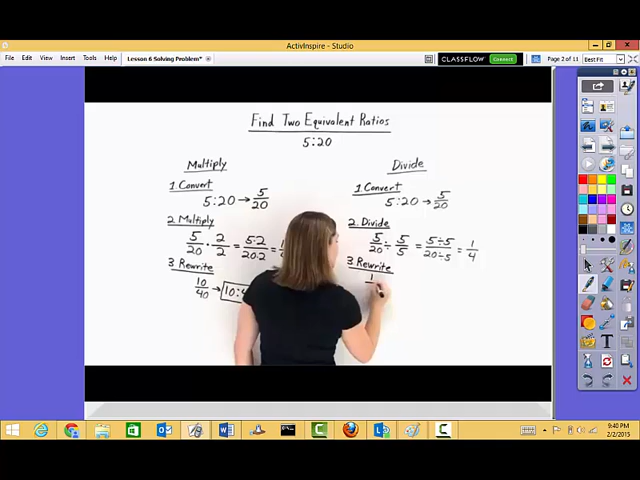 ActivInspire - Studio
File Edit View Insert Tools Help
Lesson 6 Solving Problem*
CLASSFLOW Connect
Page 2 of 11
Best Fit
Find Two Equivalent Ratios
5:20
Multiply
1 Convert
5:20 → 5/20
2. Multiply
5/20 · 2/2 = 5·2/20·2 =
3 Rewrite
10/40 → 10:4
Divide
1 Convert
5:20 → 5/20
2. Divide
5/20 ÷ 5/5 = 5÷5/20÷5 = 1/4
3 Rewrite
1
9:40 PM
2/2/2015